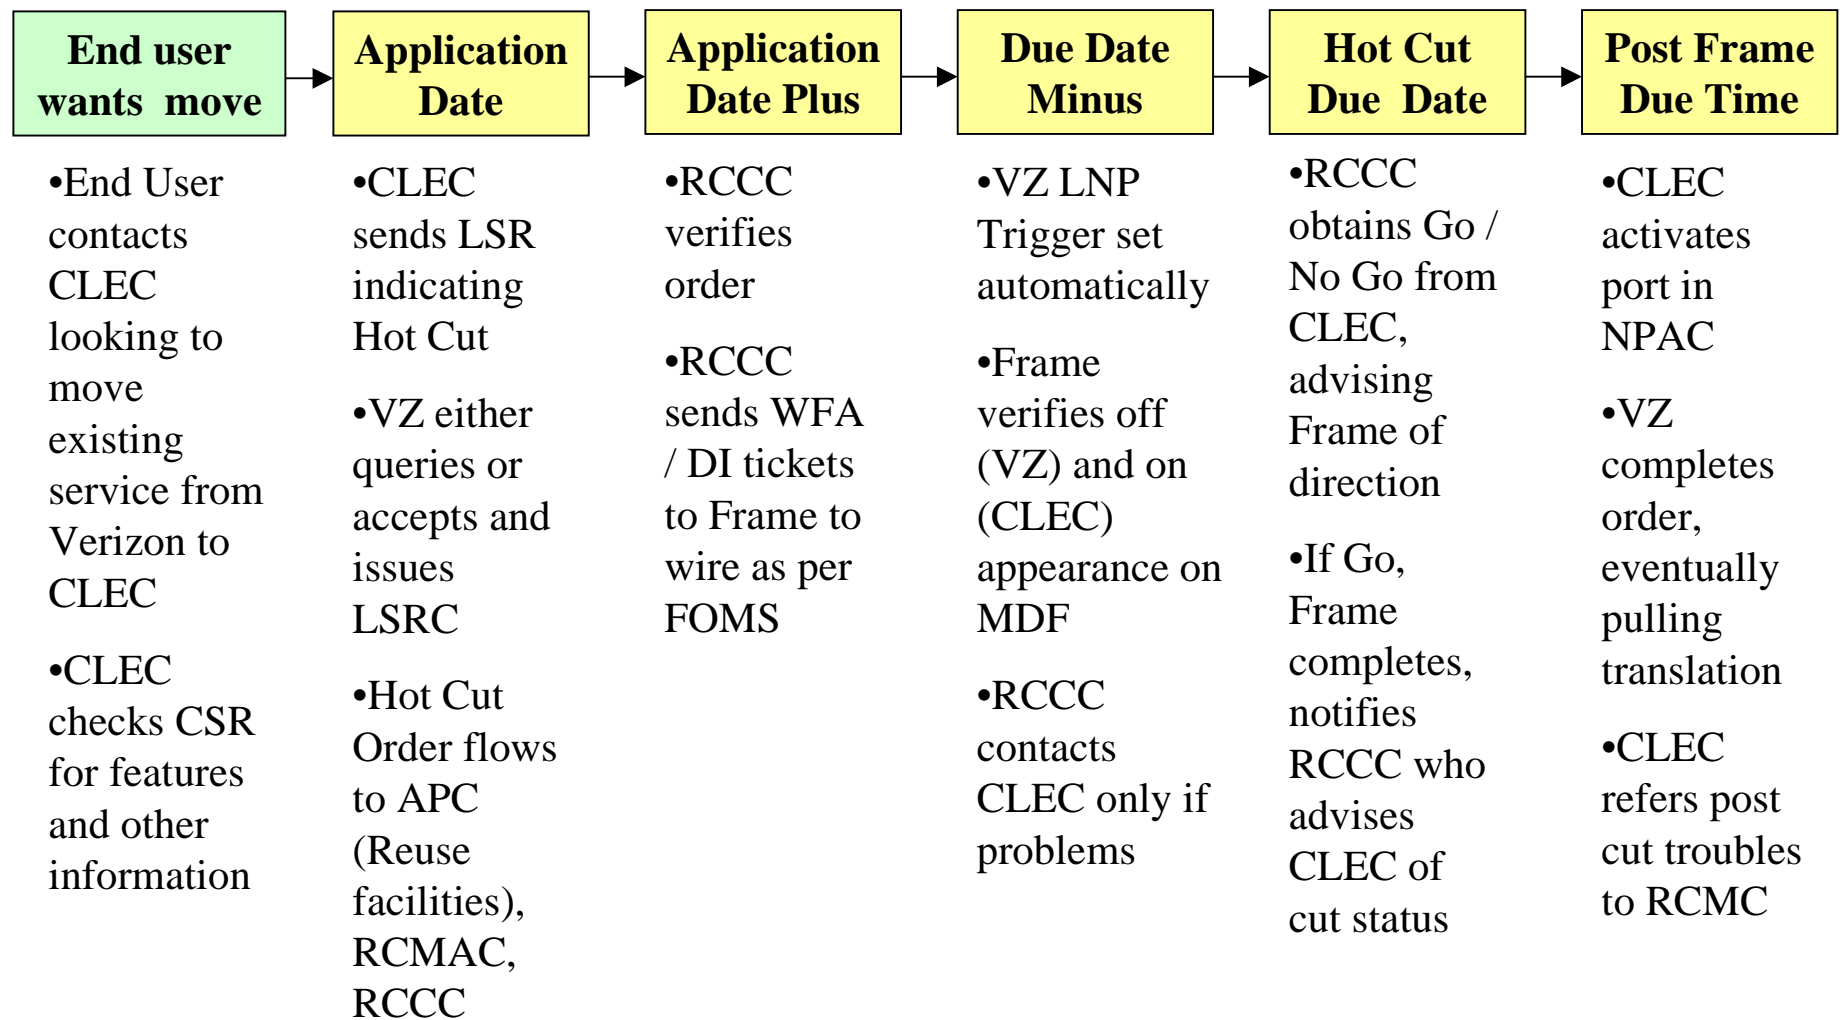 End user
wants move
Application
Date
Application
Date Plus
Due Date
Minus
Hot Cut
Due Date
Post Frame
Due Time
•End User
contacts
CLEC
looking to
move
existing
service from
Verizon to
CLEC
•CLEC
checks CSR
for features
and other
information
•CLEC
sends LSR
indicating
Hot Cut
•VZ either
queries or
accepts and
issues
LSRC
•Hot Cut
Order flows
to APC
(Reuse
facilities),
RCMAC,
RCCC
•RCCC
verifies
order
•RCCC
sends WFA
/ DI tickets
to Frame to
wire as per
FOMS
•VZ LNP
Trigger set
automatically
•Frame
verifies off
(VZ) and on
(CLEC)
appearance on
MDF
•RCCC
contacts
CLEC only if
problems
•RCCC
obtains Go /
No Go from
CLEC,
advising
Frame of
direction
•If Go,
Frame
completes,
notifies
RCCC who
advises
CLEC of
cut status
•CLEC
activates
port in
NPAC
•VZ
completes
order,
eventually
pulling
translation
•CLEC
refers post
cut troubles
to RCMC